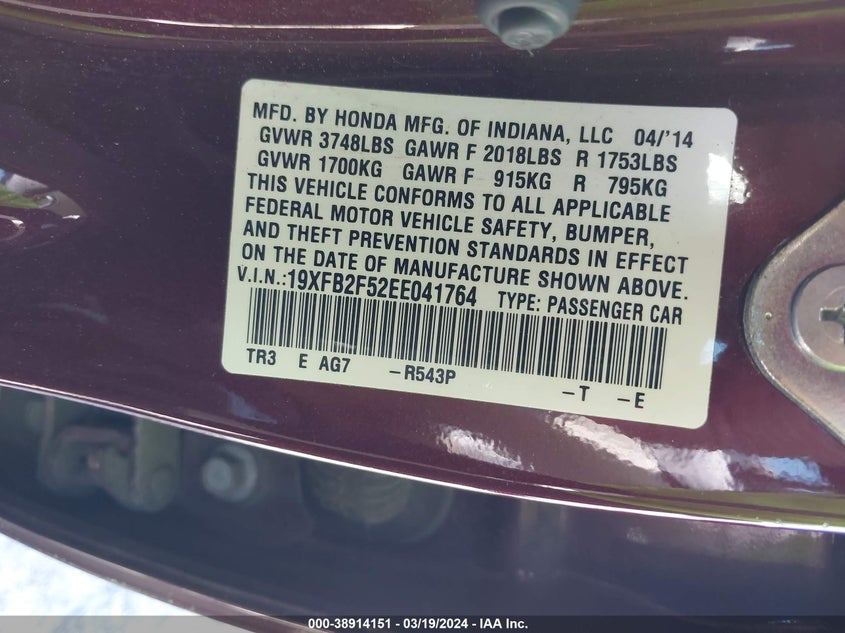 MFD. BY HONDA MFG. OF INDIANA, LLC 04/'14
GVWR 3748LBS GAWR F 2018LBS R 1753LBS
GVWR 1700KG GAWR F 915KG R 795KG
THIS VEHICLE CONFORMS TO ALL APPLICABLE
FEDERAL MOTOR VEHICLE SAFETY, BUMPER,
AND THEFT PREVENTION STANDARDS IN EFFECT
ON THE DATE OF MANUFACTURE SHOWN ABOVE.
V.I.N.:19XFB2F52EE041764 TYPE: PASSENGER CAR
TR3 E AG7 -R543P -T -E
000-38914151 — 03/19/2024 — IAA Inc.